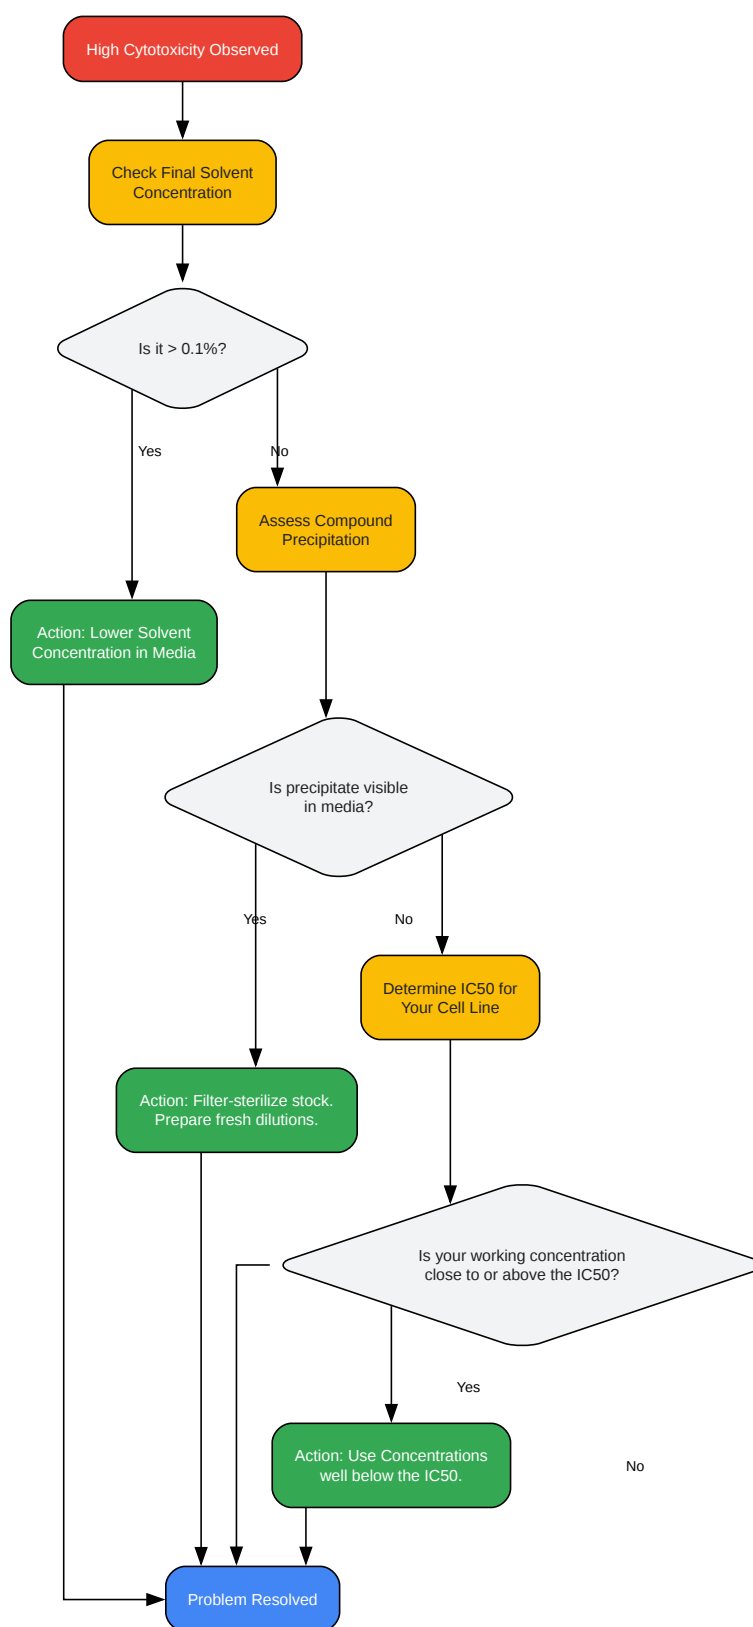 High Cytotoxicity Observed
Check Final Solvent
Concentration
Is it > 0.1%?
Yes
No
Assess Compound
Precipitation
Action: Lower Solvent
Concentration in Media
Is precipitate visible
in media?
Yes
No
Determine IC50 for
Your Cell Line
Action: Filter-sterilize stock.
Prepare fresh dilutions.
Is your working concentration
close to or above the IC50?
Yes
Action: Use Concentrations
well below the IC50.
No
Problem Resolved